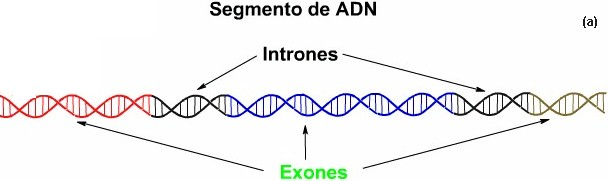 Segmento de ADN
(a)
Intrones
Exones